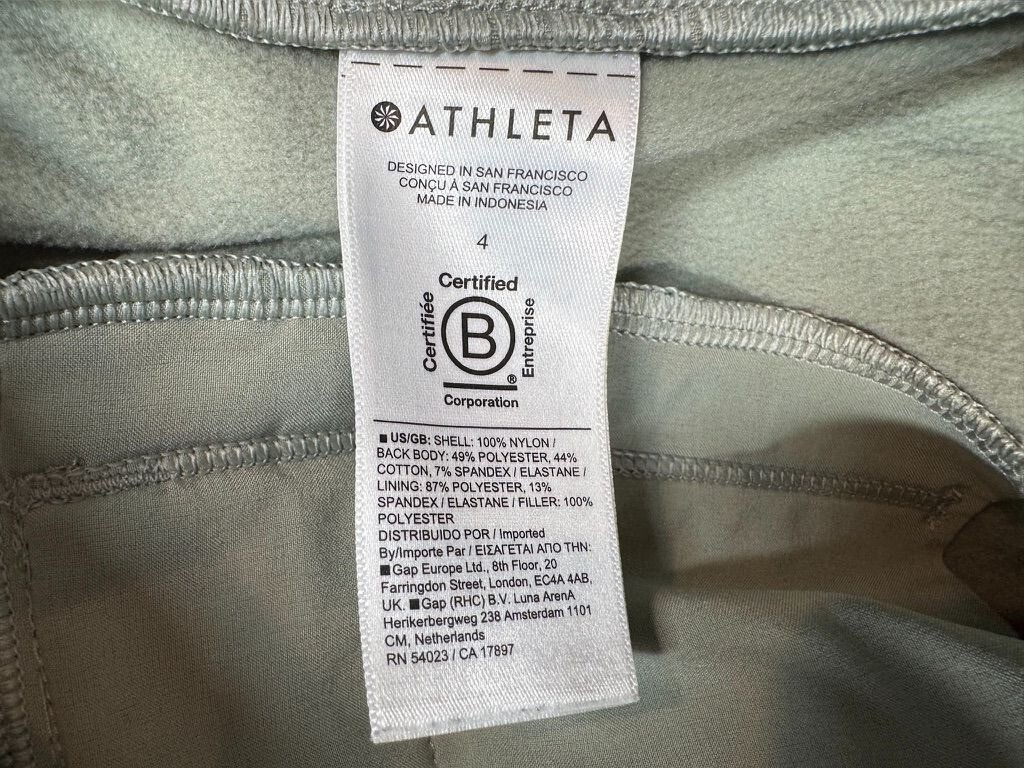 ATHLETA
DESIGNED IN SAN FRANCISCO
CONÇU À SAN FRANCISCO
MADE IN INDONESIA
4
Certified
Certifiée
B
Entreprise
®
Corporation
■ US/GB: SHELL: 100% NYLON /
BACK BODY: 49% POLYESTER, 44%
COTTON, 7% SPANDEX / ELASTANE /
LINING: 87% POLYESTER, 13%
SPANDEX / ELASTANE / FILLER: 100%
POLYESTER
DISTRIBUIDO POR / Imported
By/Importe Par / ΕΙΣΑΓΕΤΑΙ ΑΠΟ ΤΗΝ:
■Gap Europe Ltd., 8th Floor, 20
Farringdon Street, London, EC4A 4AB,
UK. ■Gap (RHC) B.V. Luna ArenA
Herikerbergweg 238 Amsterdam 1101
CM, Netherlands
RN 54023 / CA 17897